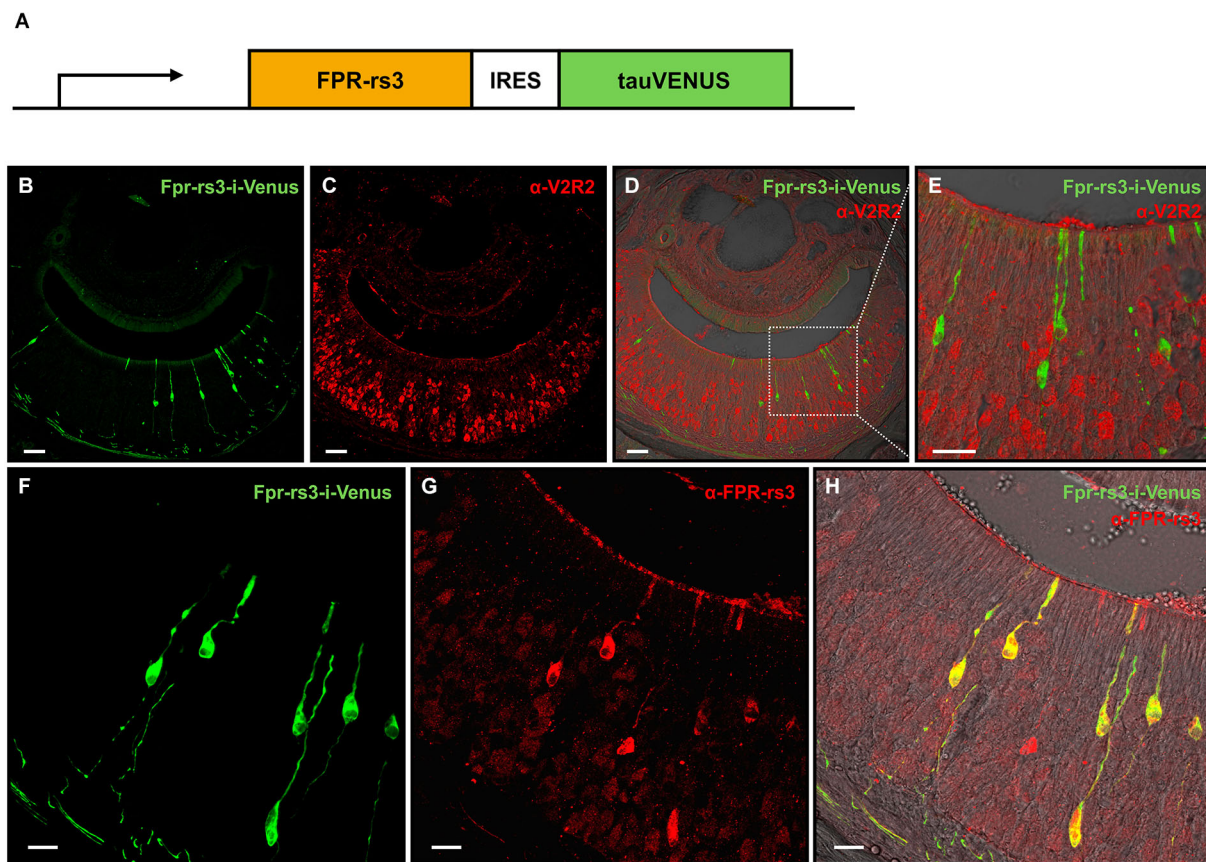 A
FPR-rs3 IRES tauVENUS
B Fpr-rs3-i-Venus
C α-V2R2
D Fpr-rs3-i-Venus
α-V2R2
E Fpr-rs3-i-Venus
α-V2R2
F Fpr-rs3-i-Venus
G α-FPR-rs3
H Fpr-rs3-i-Venus
α-FPR-rs3